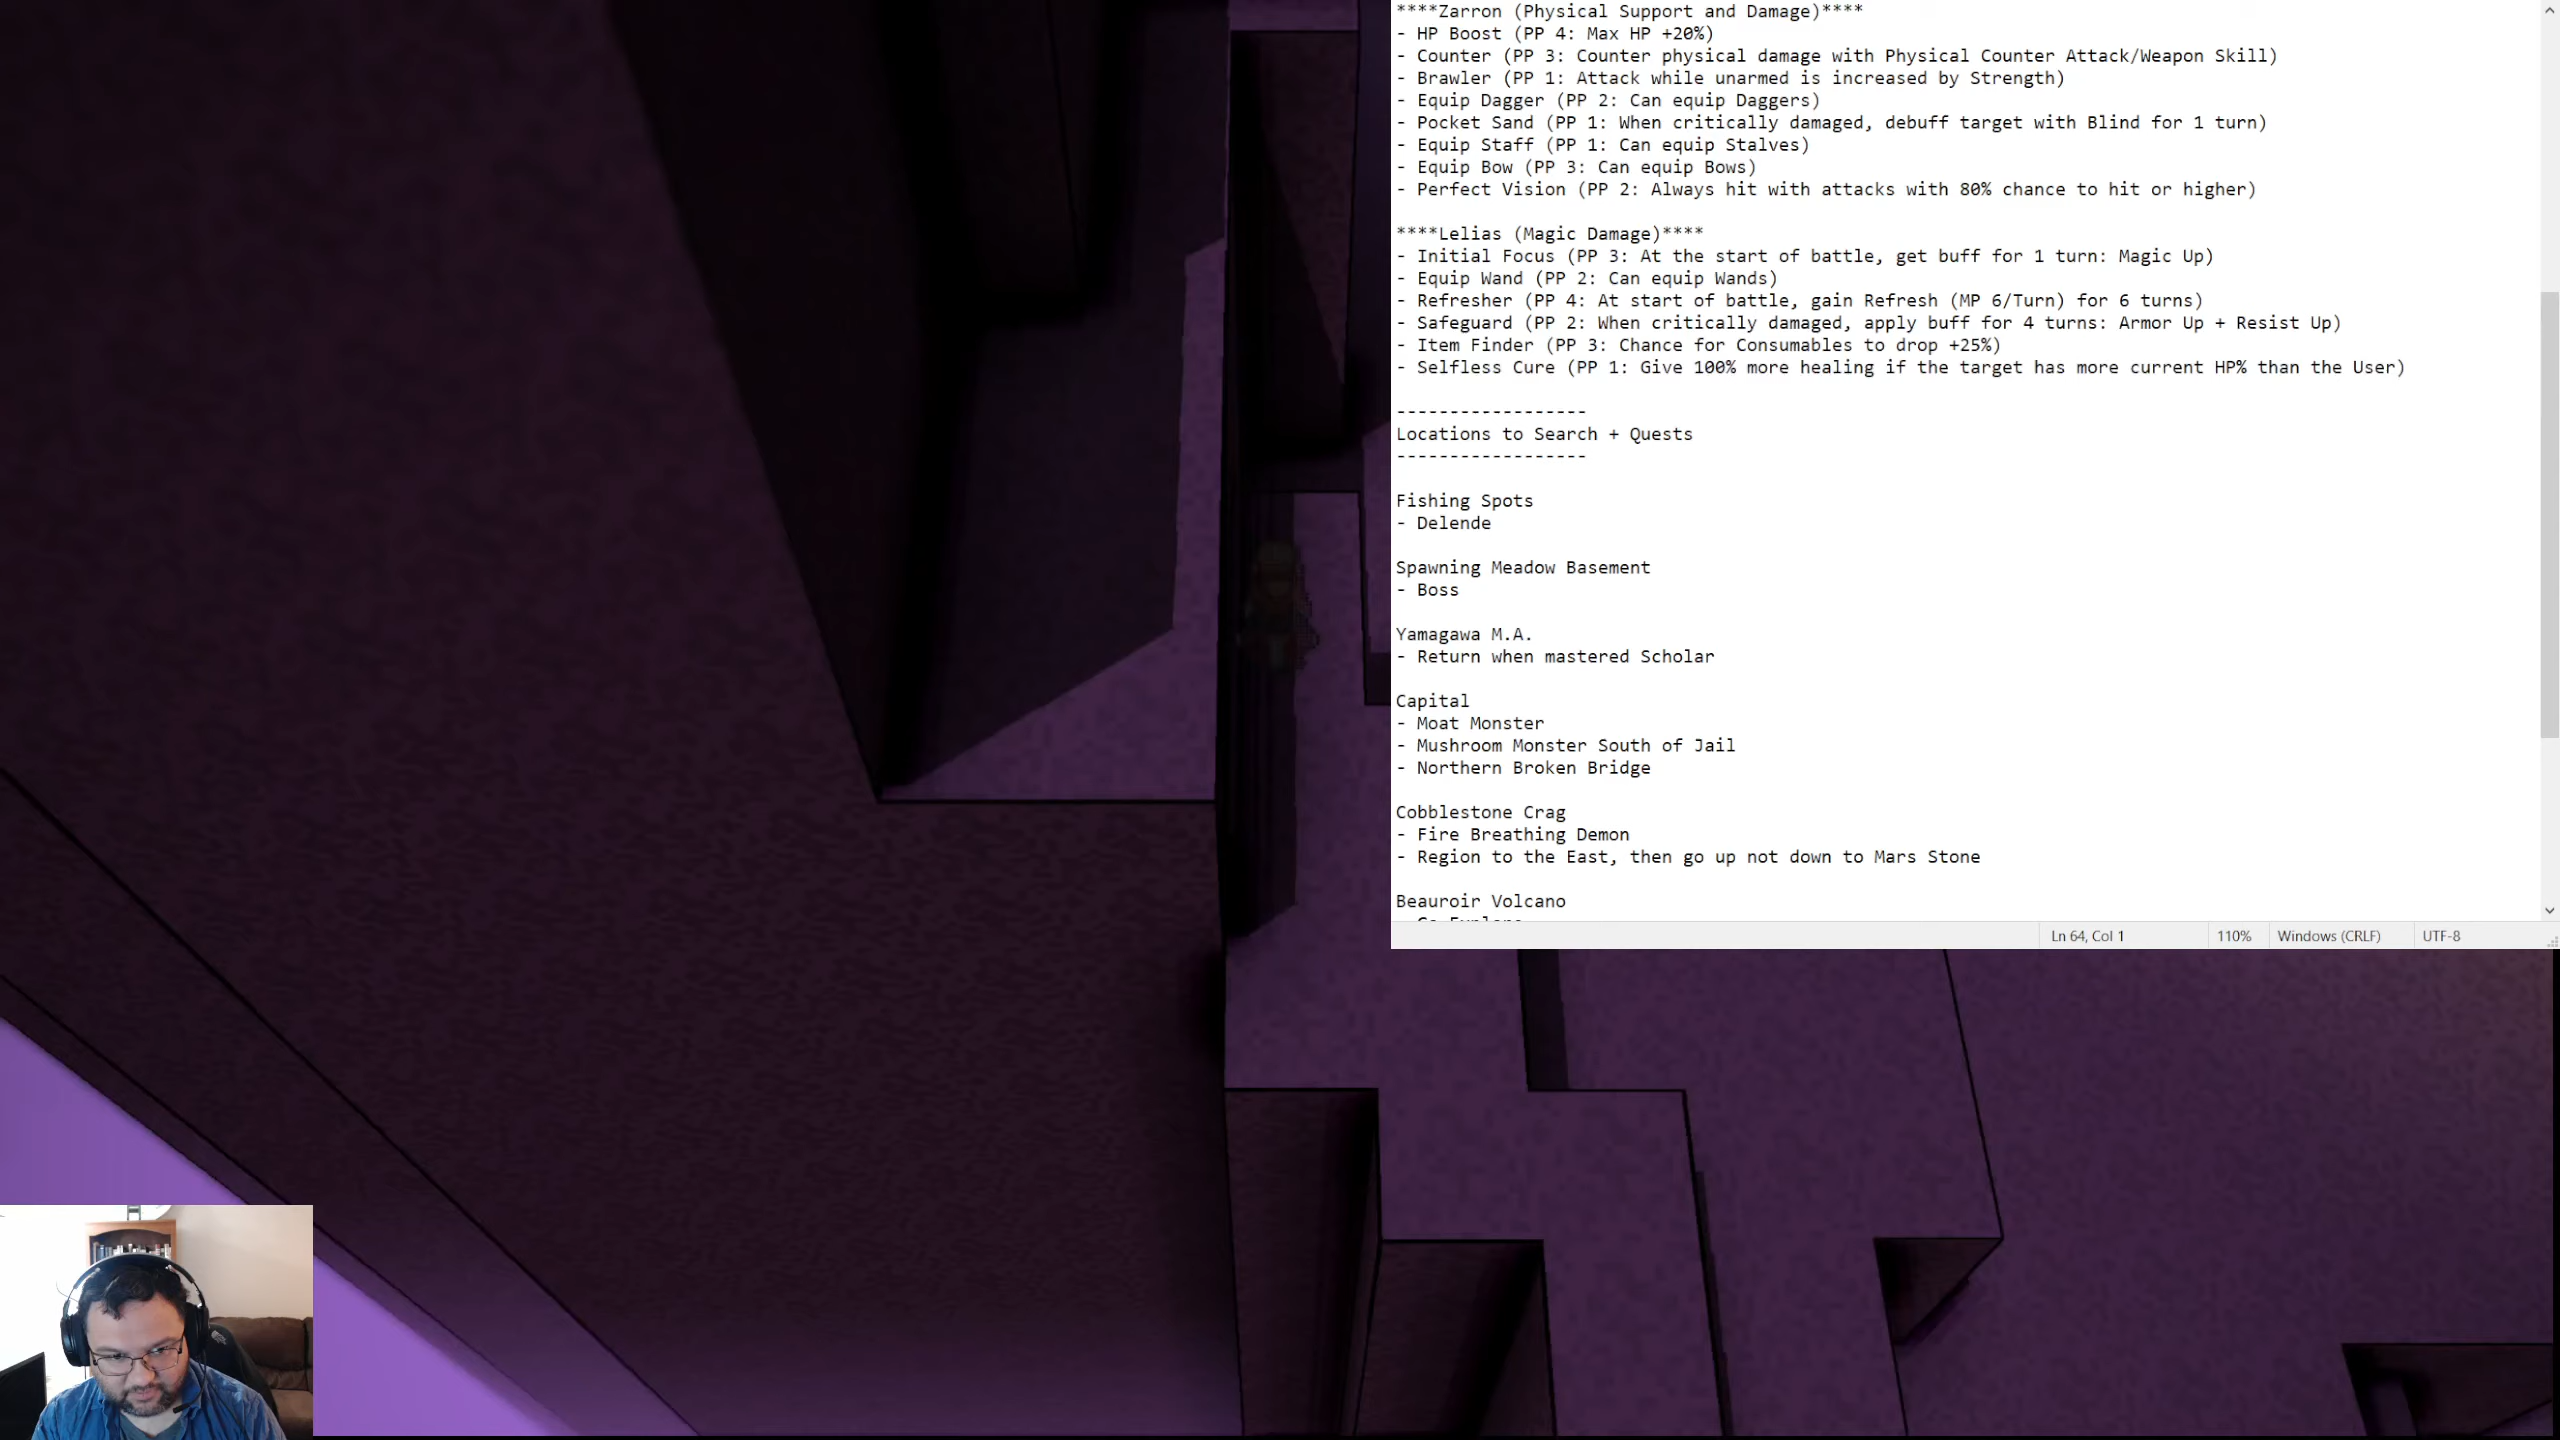 ****Zarron (Physical Support and Damage)****
- HP Boost (PP 4: Max HP +20%)
- Counter (PP 3: Counter physical damage with Physical Counter Attack/Weapon Skill)
- Brawler (PP 1: Attack while unarmed is increased by Strength)
- Equip Dagger (PP 2: Can equip Daggers)
- Pocket Sand (PP 1: When critically damaged, debuff target with Blind for 1 turn)
- Equip Staff (PP 1: Can equip Stalves)
- Equip Bow (PP 3: Can equip Bows)
- Perfect Vision (PP 2: Always hit with attacks with 80% chance to hit or higher)
****Lelias (Magic Damage)****
- Initial Focus (PP 3: At the start of battle, get buff for 1 turn: Magic Up)
- Equip Wand (PP 2: Can equip Wands)
- Refresher (PP 4: At start of battle, gain Refresh (MP 6/Turn) for 6 turns)
- Safeguard (PP 2: When critically damaged, apply buff for 4 turns: Armor Up + Resist Up)
- Item Finder (PP 3: Chance for Consumables to drop +25%)
- Selfless Cure (PP 1: Give 100% more healing if the target has more current HP% than the User)
------------------
Locations to Search + Quests
------------------
Fishing Spots
- Delende
Spawning Meadow Basement
- Boss
Yamagawa M.A.
- Return when mastered Scholar
Capital
- Moat Monster
- Mushroom Monster South of Jail
- Northern Broken Bridge
Cobblestone Crag
- Fire Breathing Demon
- Region to the East, then go up not down to Mars Stone
Beauroir Volcano
- Go Explore
Ln 64, Col 1 110% Windows (CRLF) UTF-8